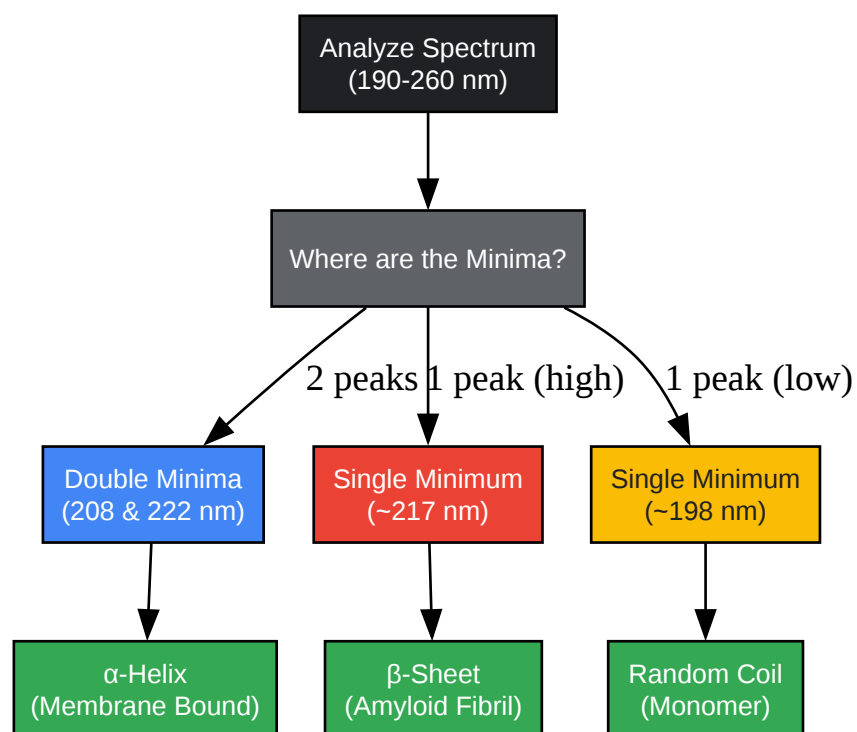 Analyze Spectrum
(190-260 nm)
Where are the Minima?
2 peaks
1 peak (high)
1 peak (low)
Double Minima
(208 & 222 nm)
Single Minimum
(~217 nm)
Single Minimum
(~198 nm)
α-Helix
(Membrane Bound)
β-Sheet
(Amyloid Fibril)
Random Coil
(Monomer)